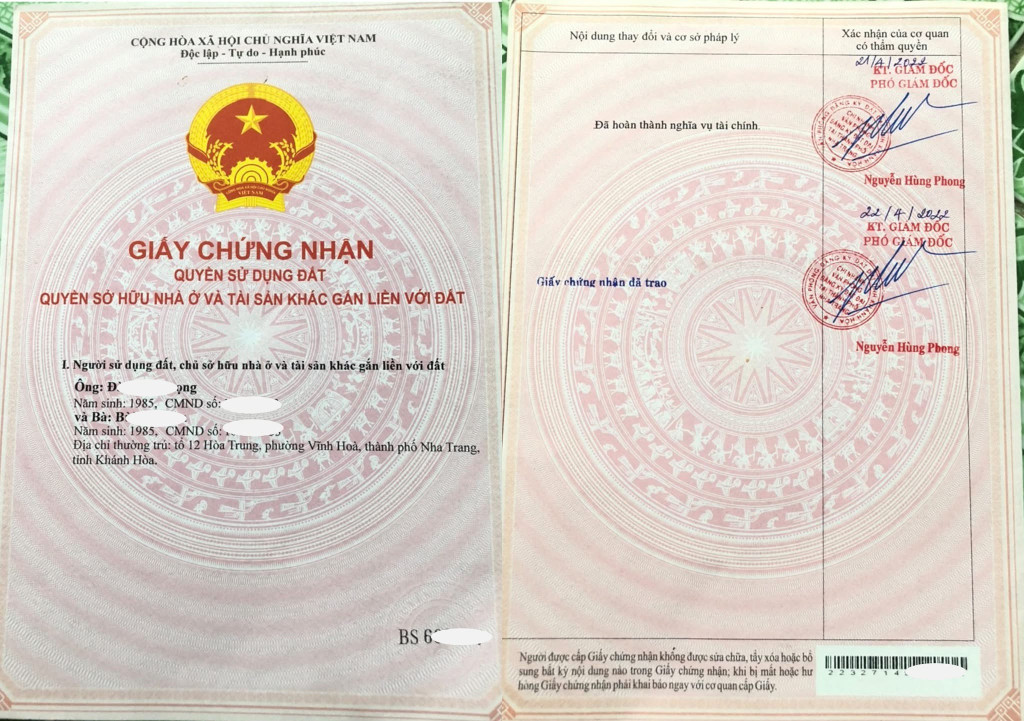 CỘNG HÒA XÃ HỘI CHỦ NGHĨA VIỆT NAM
Độc lập - Tự do - Hạnh phúc
GIẤY CHỨNG NHẬN
QUYỀN SỬ DỤNG ĐẤT
QUYỀN SỞ HỮU NHÀ Ở VÀ TÀI SẢN KHÁC GẮN LIỀN VỚI ĐẤT
I. Người sử dụng đất, chủ sở hữu nhà ở và tài sản khác gắn liền với đất
Ông:
Năm sinh: 1985, CMND số:
và Bà:
Năm sinh: 1985, CMND số:
Địa chỉ thường trú: tổ 12 Hòa Trung, phường Vĩnh Hoà, thành phố Nha Trang,
tỉnh Khánh Hòa.
BS 6
Nội dung thay đổi và cơ sở pháp lý
Xác nhận của cơ quan
có thẩm quyền
21/4/2022
KT. GIÁM ĐỐC
PHÓ GIÁM ĐỐC
Đã hoàn thành nghĩa vụ tài chính.
Nguyễn Hùng Phong
22/4/2022
KT. GIÁM ĐỐC
PHÓ GIÁM ĐỐC
Giấy chứng nhận đã trao
Nguyễn Hùng Phong
Người được cấp Giấy chứng nhận không được sửa chữa, tẩy xóa hoặc bổ
sung bất kỳ nội dung nào trong Giấy chứng nhận; khi bị mất hoặc hư
hỏng Giấy chứng nhận phải khai báo ngay với cơ quan cấp Giấy.
2232714